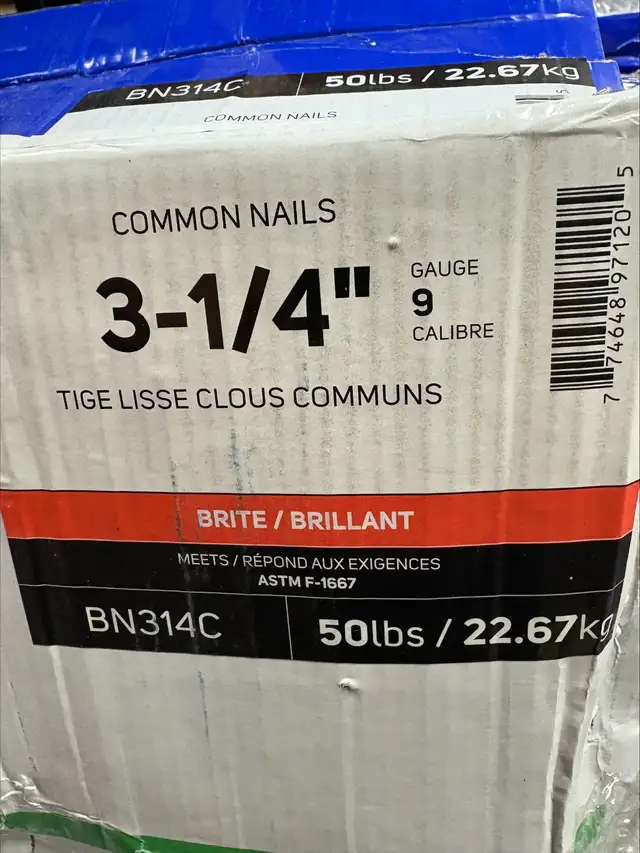 BN314C
50lbs / 22.67kg
COMMON NAILS
COMMON NAILS
3-1/4"
GAUGE
9
CALIBRE
TIGE LISSE CLOUS COMMUNS
7 74648 97120 5
BRITE / BRILLANT
MEETS / RÉPOND AUX EXIGENCES
ASTM F-1667
BN314C
50lbs / 22.67kg